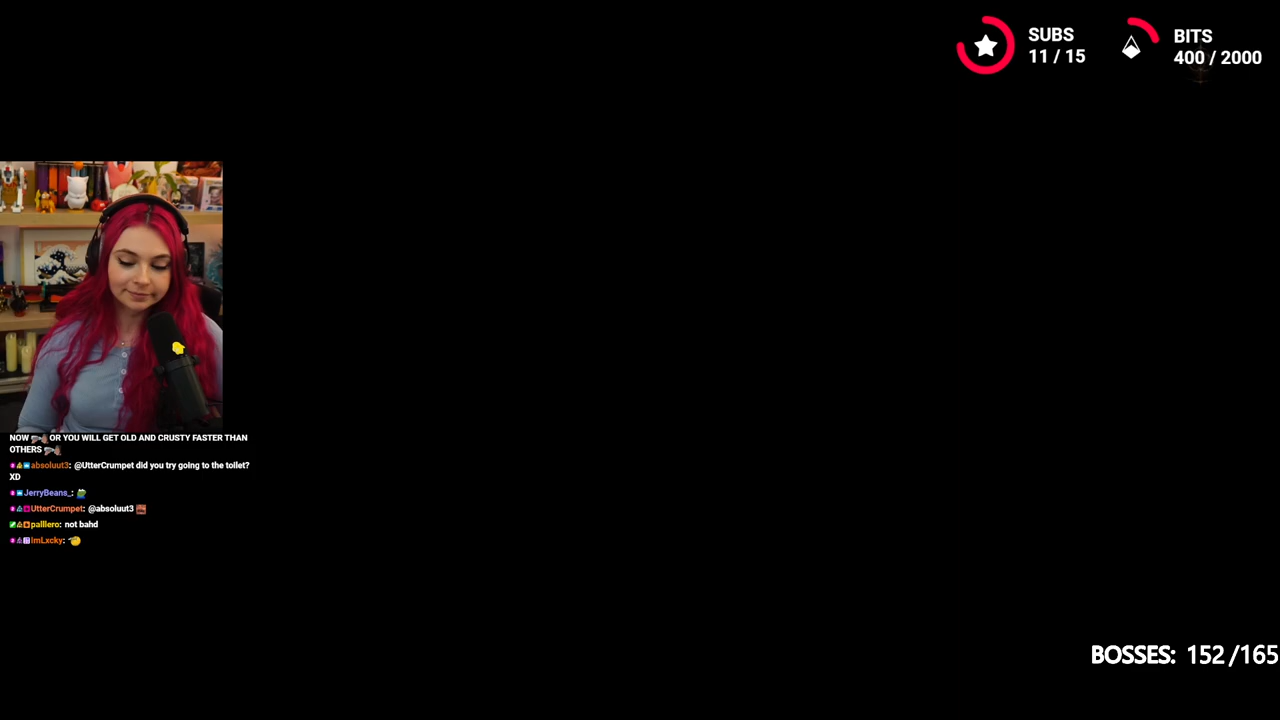 SUBS
11 / 15
BITS
400 / 2000
NOW OR YOU WILL GET OLD AND CRUSTY FASTER THAN
OTHERS
absoluut3: @UtterCrumpet did you try going to the toilet?
XD
JerryBeans_:
UtterCrumpet: @absoluut3
palllero: not bahd
ImLxcky:
BOSSES: 152 /165